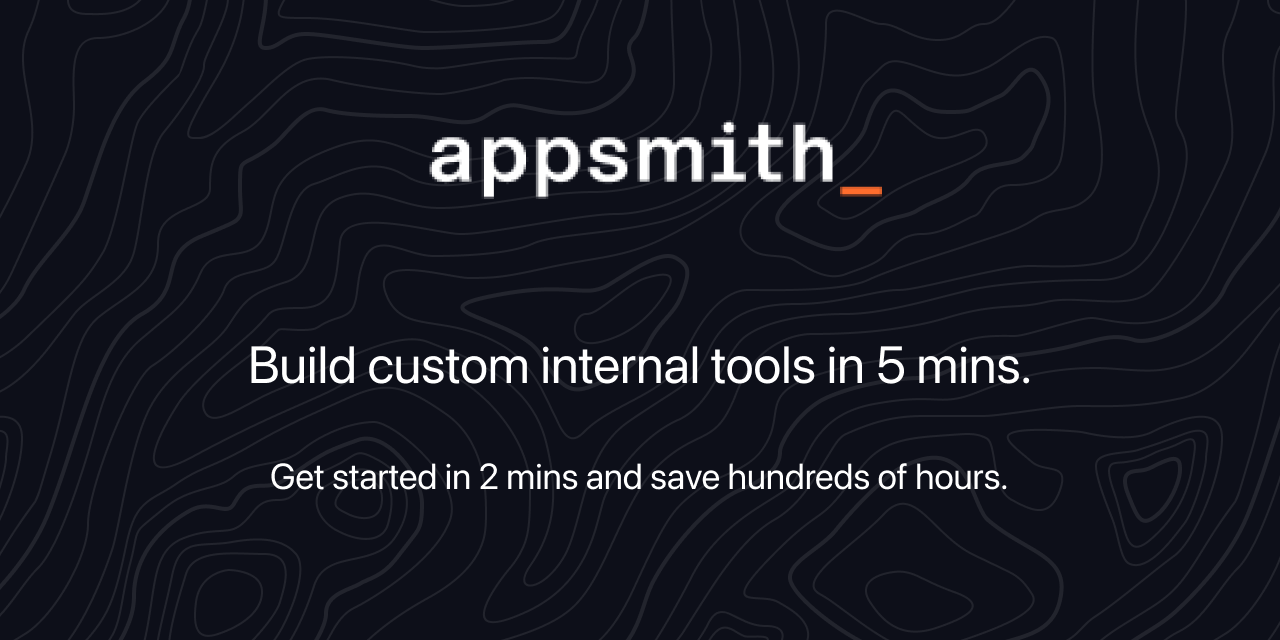 appsmith_
Build custom internal tools in 5 mins.
Get started in 2 mins and save hundreds of hours.